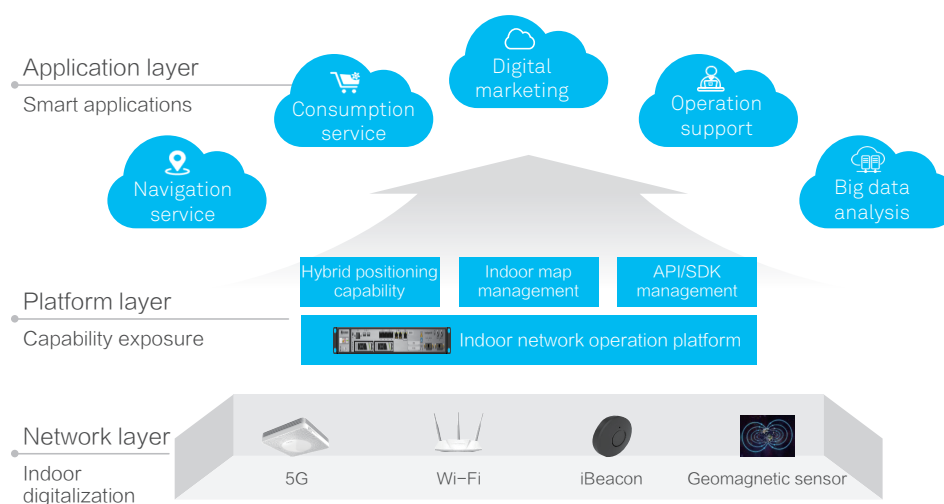 Application layer
Smart applications
Digital
marketing
Consumption
service
Operation
support
Navigation
service
Big data
analysis
Platform layer
Capability exposure
Hybrid positioning
capability
Indoor map
management
API/SDK
management
Indoor network operation platform
Network layer
Indoor
digitalization
5G
Wi-Fi
iBeacon
Geomagnetic sensor